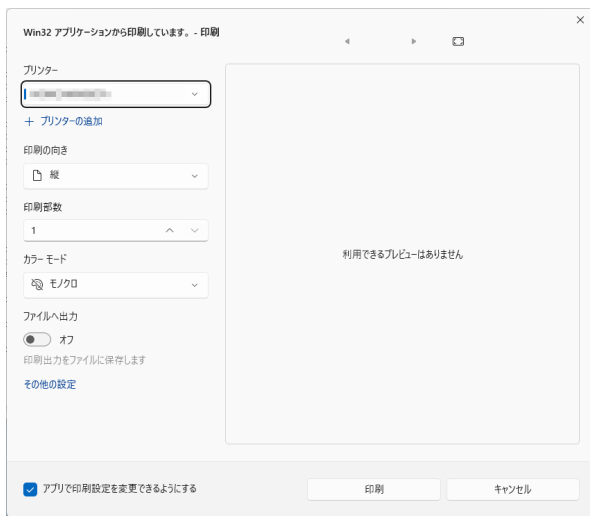 Win32 アプリケーションから印刷しています。 - 印刷
プリンター
+ プリンターの追加
印刷の向き
縦
印刷部数
1
カラー モード
モノクロ
ファイルへ出力
オフ
印刷出力をファイルに保存します
その他の設定
利用できるプレビューはありません
アプリで印刷設定を変更できるようにする
印刷
キャンセル